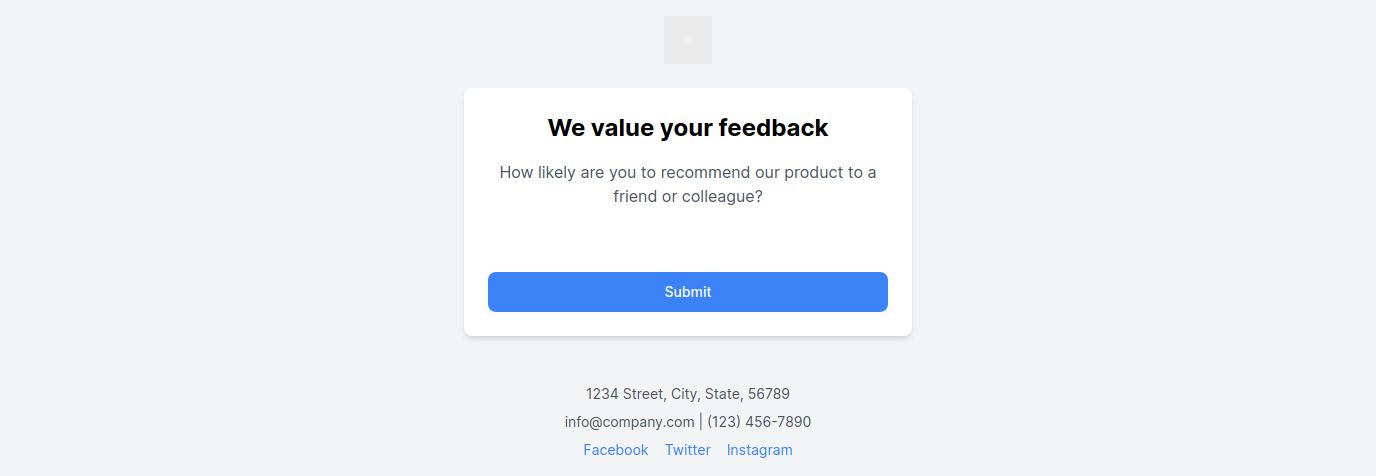 We value your feedback
How likely are you to recommend our product to a
friend or colleague?
Submit
1234 Street, City, State, 56789
info@company.com | (123) 456-7890
Facebook Twitter Instagram